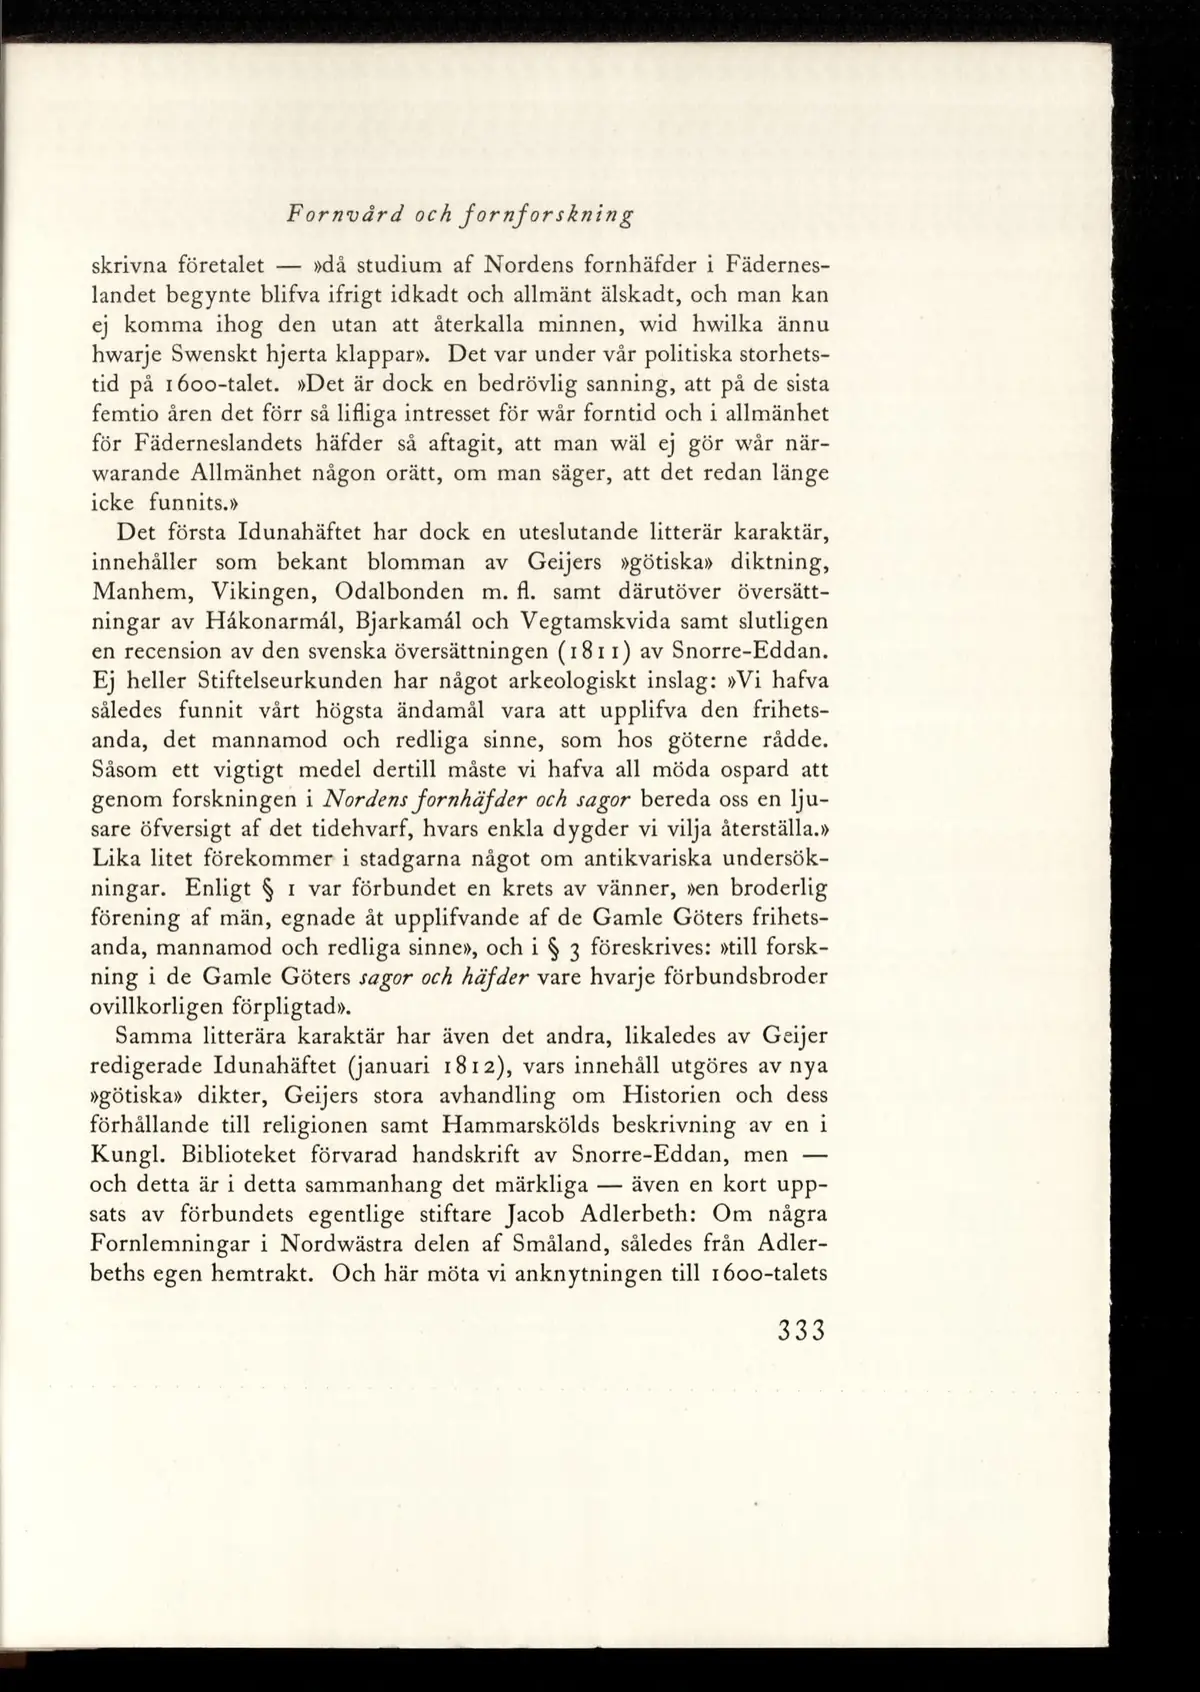 Fornvård och fornforskning
skrivna företalet — »då studium af Nordens fornhäfder i Fädernes-
landet begynte blifva ifrigt idkadt och allmänt älskadt, och man kan
ej komma ihog den utan att återkalla minnen, wid hwilka ännu
hwarje Swenskt hjerta klappar». Det var under vår politiska storhets-
tid på 1600-talet. »Det är dock en bedrövlig sanning, att på de sista
femtio åren det förr så lifliga intresset för wår forntid och i allmänhet
för Fäderneslandets häfder så aftagit, att man wäl ej gör wår när-
warande Allmänhet någon orätt, om man säger, att det redan länge
icke funnits.»
Det första Idunahäftet har dock en uteslutande litterär karaktär,
innehåller som bekant blomman av Geijers »götiska» diktning,
Manhem, Vikingen, Odalbonden m. fl. samt därutöver översätt-
ningar av Hákonarmál, Bjarkamál och Vegtamskvida samt slutligen
en recension av den svenska översättningen (1811) av Snorre-Eddan.
Ej heller Stiftelseurkunden har något arkeologiskt inslag: »Vi hafva
således funnit vårt högsta ändamål vara att upplifva den frihets-
anda, det mannamod och redliga sinne, som hos göterne rådde.
Såsom ett vigtigt medel dertill måste vi hafva all möda ospard att
genom forskningen i Nordens fornhäfder och sagor bereda oss en lju-
sare öfversigt af det tidehvarf, hvars enkla dygder vi vilja återställa.»
Lika litet förekommer i stadgarna något om antikvariska undersök-
ningar. Enligt § 1 var förbundet en krets av vänner, »en broderlig
förening af män, egnade åt upplifvande af de Gamle Göters frihets-
anda, mannamod och redliga sinne», och i § 3 föreskrives: »till forsk-
ning i de Gamle Göters sagor och häfder vare hvarje förbundsbroder
ovillkorligen förpligtad».
Samma litterära karaktär har även det andra, likaledes av Geijer
redigerade Idunahäftet (januari 1812), vars innehåll utgöres av nya
»götiska» dikter, Geijers stora avhandling om Historien och dess
förhållande till religionen samt Hammarskölds beskrivning av en i
Kungl. Biblioteket förvarad handskrift av Snorre-Eddan, men —
och detta är i detta sammanhang det märkliga — även en kort upp-
sats av förbundets egentlige stiftare Jacob Adlerbeth: Om några
Fornlemningar i Nordwästra delen af Småland, således från Adler-
beths egen hemtrakt. Och här möta vi anknytningen till 1600-talets
333